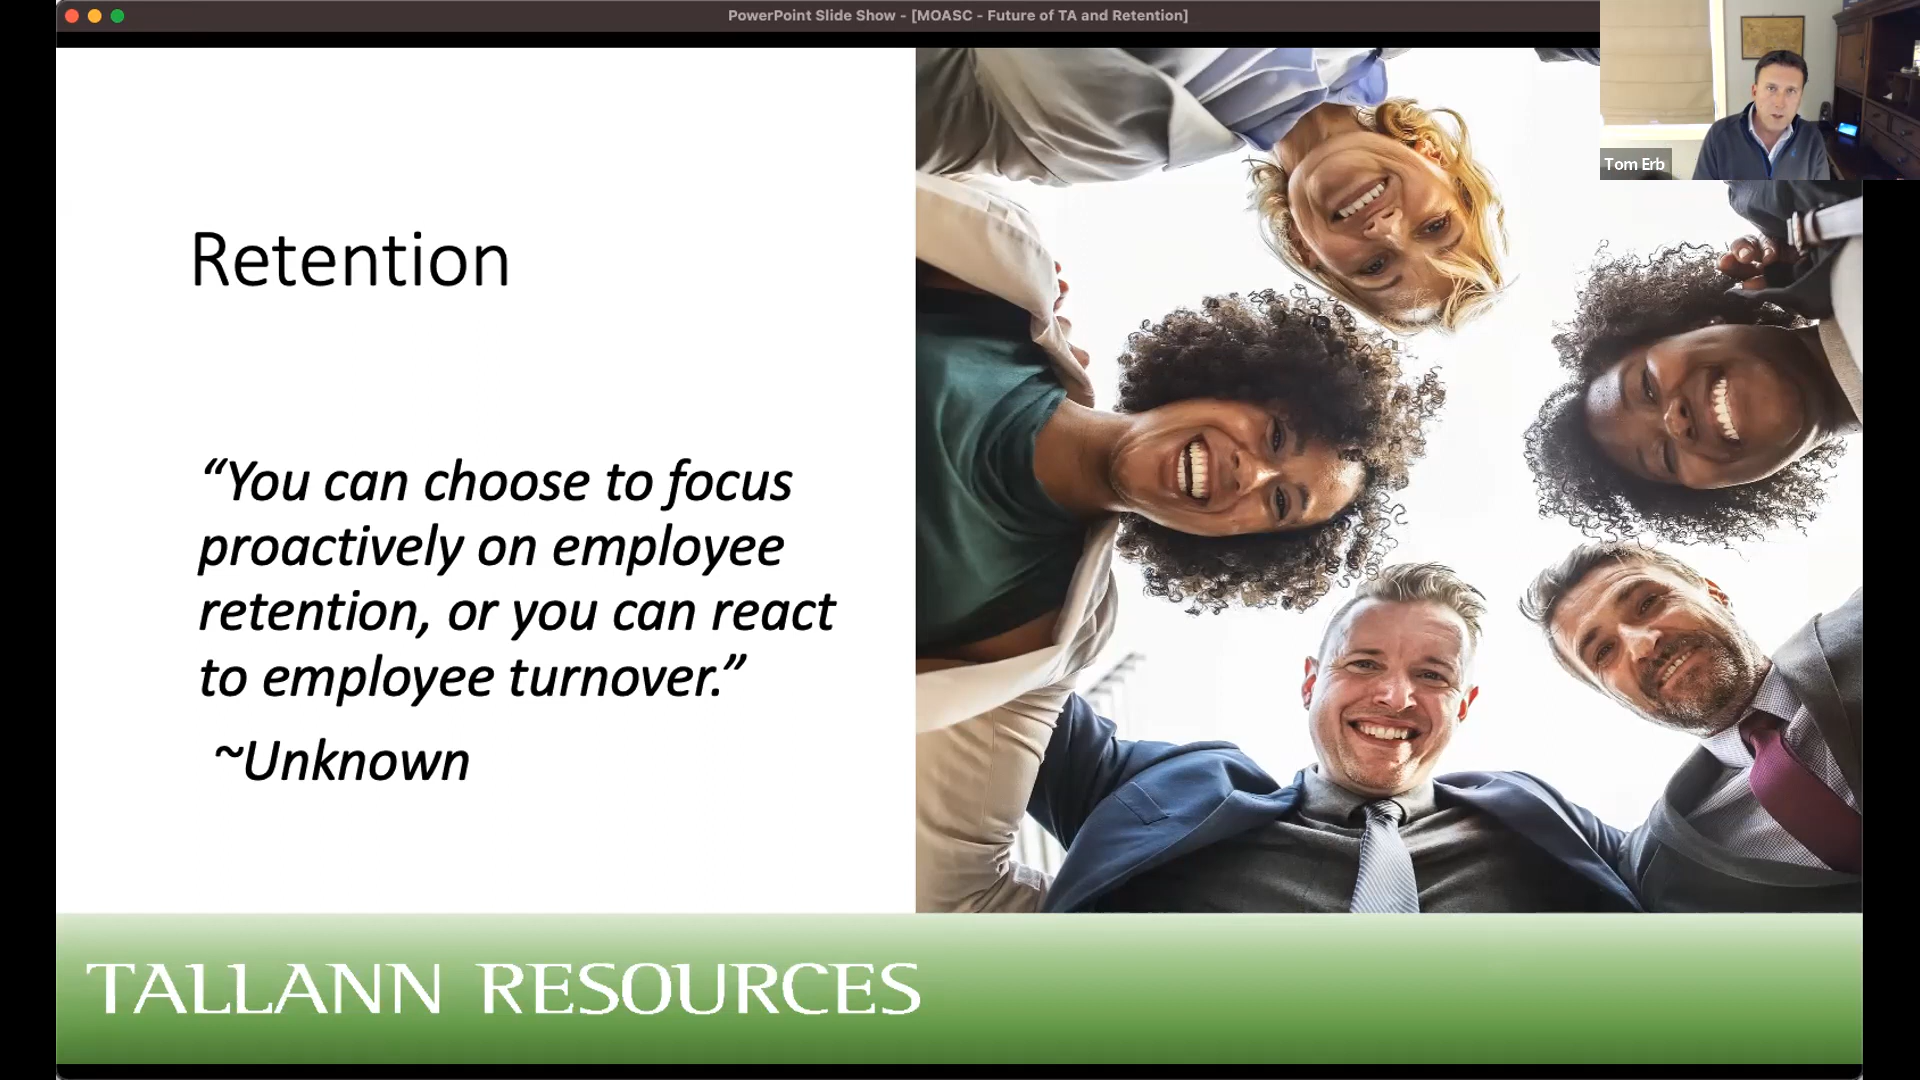 PowerPoint Slide Show - [MOASC - Future of TA and Retention]
Tom Erb
Retention
“You can choose to focus
proactively on employee
retention, or you can react
to employee turnover.”
~Unknown
TALLANN RESOURCES